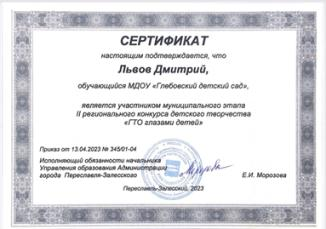 СЕРТИФИКАТ
настоящим подтверждается, что
Львов Дмитрий,
обучающийся МДОУ «Глебовский детский сад»,
является участником муниципального этапа
II регионального конкурса детского творчества
«ГТО глазами детей»
Приказ от 13.04.2023 № 345/01-04
Исполняющий обязанности начальника
Управления образования Администрации
города Переславля-Залесского
Е.И. Морозова
Переславль-Залесский, 2023